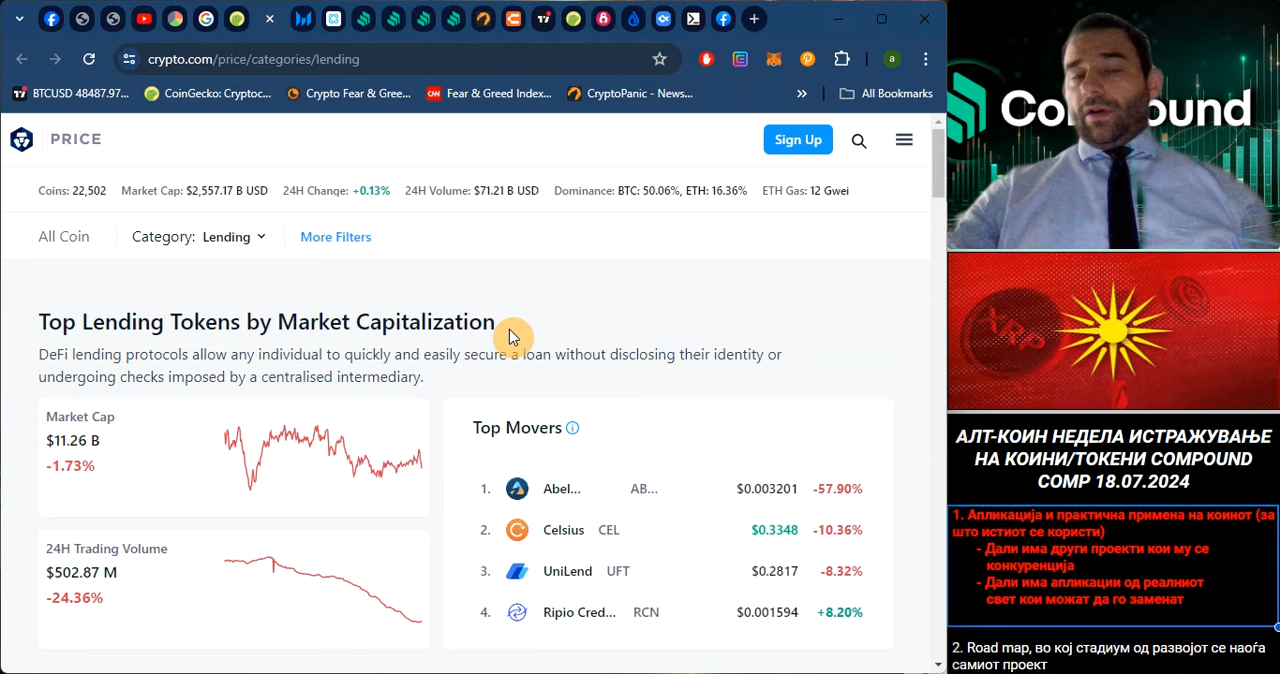 crypto.com/price/categories/lending
a
BTCUSD 48487.97...
CoinGecko: Cryptoc...
Crypto Fear & Gree...
CNN
Fear & Greed Index...
CryptoPanic - News...
All Bookmarks
PRICE
Sign Up
Coins: 22,502 Market Cap: $2,557.17 B USD 24H Change: +0.13% 24H Volume: $71.21 B USD Dominance: BTC: 50.06%, ETH: 16.36% ETH Gas: 12 Gwei
All Coin Category: Lending More Filters
Top Lending Tokens by Market Capitalization
DeFi lending protocols allow any individual to quickly and easily secure a loan without disclosing their identity or
undergoing checks imposed by a centralised intermediary.
Market Cap
$11.26 B
-1.73%
24H Trading Volume
$502.87 M
-24.36%
Top Movers
1. Abel... AB... $0.003201 -57.90%
2. Celsius CEL $0.3348 -10.36%
3. UniLend UFT $0.2817 -8.32%
4. Ripio Cred... RCN $0.001594 +8.20%
XRP
АЛТ-КОИН НЕДЕЛА ИСТРАЖУВАЊЕ
НА КОИНИ/ТОКЕНИ COMPOUND
COMP 18.07.2024
1. Апликација и практична примена на коинот (за
што истиот се користи)
- Дали има други проекти кои му се
конкуренција
- Дали има апликации од реалниот
свет кои можат да го заменат
2. Road map, во кој стадиум од развојот се наоѓа
самиот проект